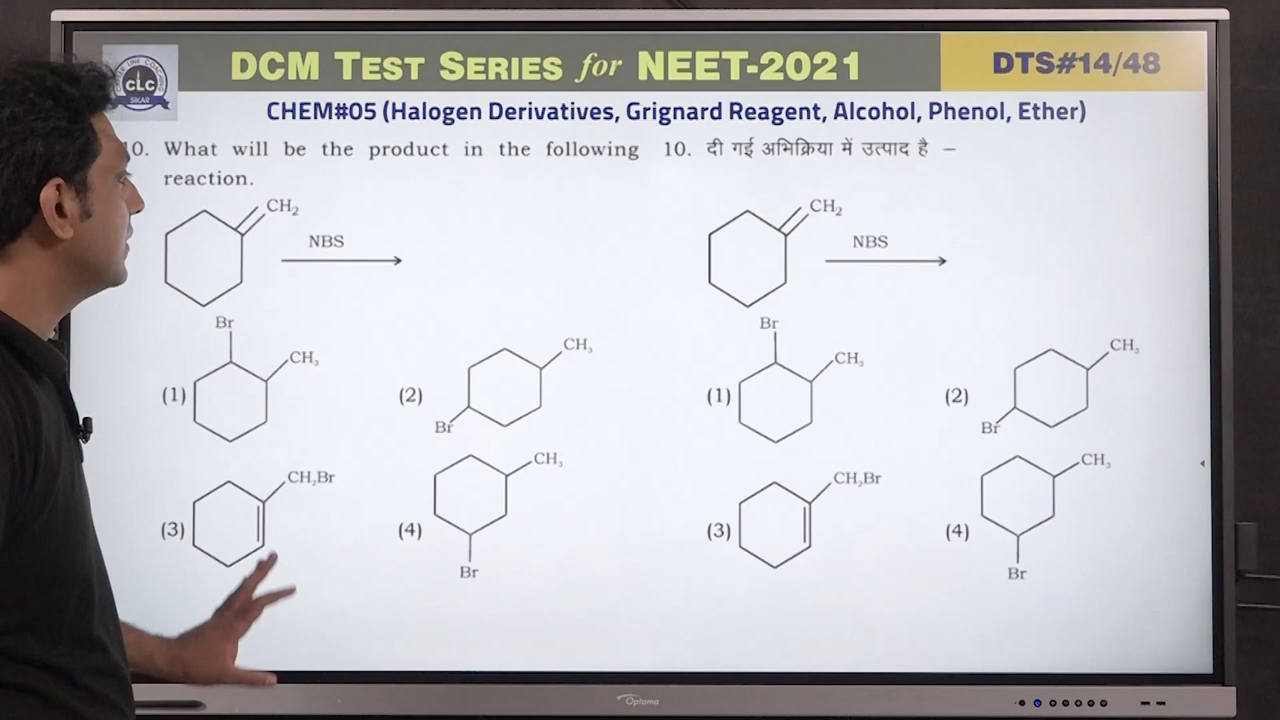 DCM TEST SERIES for NEET-2021
DTS#14/48
CLC
SIKAR
CHEM#05 (Halogen Derivatives, Grignard Reagent, Alcohol, Phenol, Ether)
10. What will be the product in the following
reaction.
CH₂
NBS
Br
CH₃
(1)
CH₃
(2)
Br
CH₂Br
(3)
CH₃
(4)
Br
10. दी गई अभिक्रिया में उत्पाद है –
CH₂
NBS
Br
CH₃
(1)
CH₃
(2)
Br
CH₂Br
(3)
CH₃
(4)
Br
Optoma